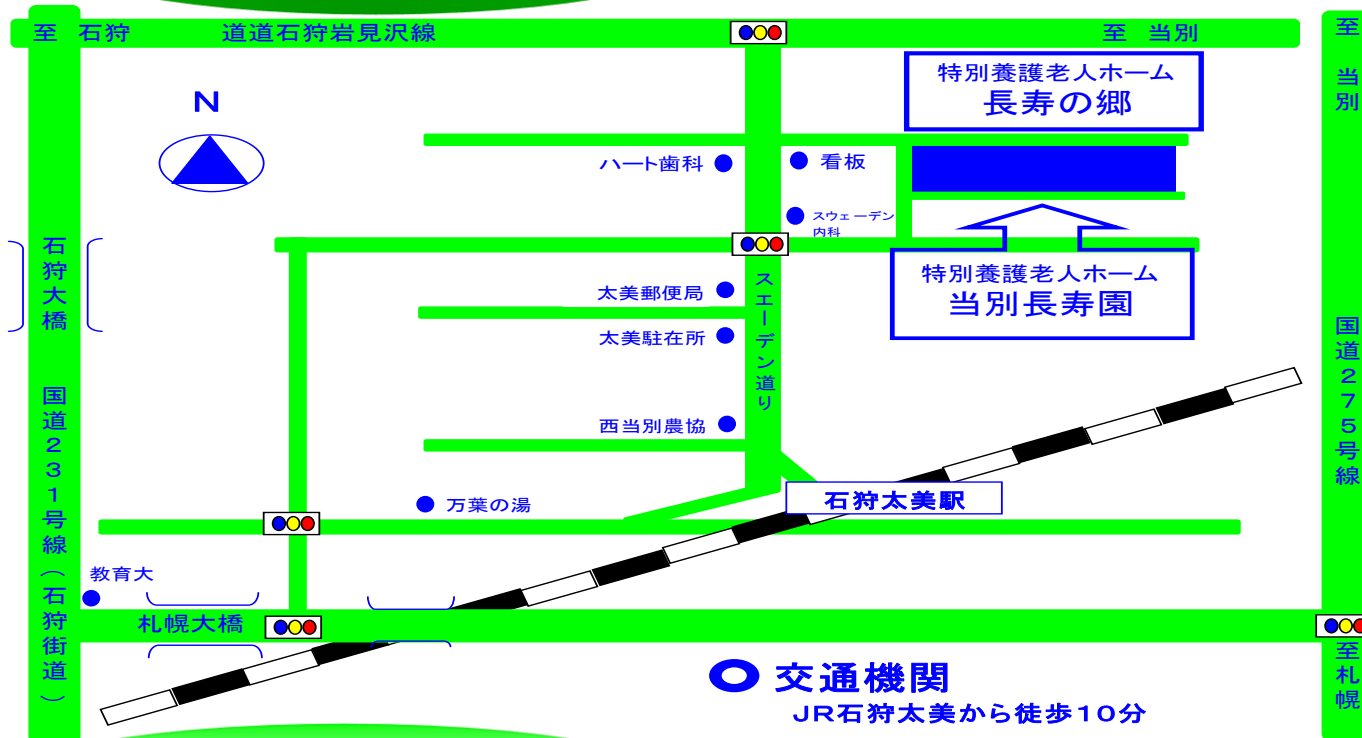 至 石狩
道道石狩岩見沢線
至 当別
至 当別
特別養護老人ホーム
長寿の郷
N
ハート歯科
看板
スウェーデン
内科
石狩大橋
特別養護老人ホーム
当別長寿園
太美郵便局
スエーデン道り
太美駐在所
国道275号線
国道231号線(石狩街道)
西当別農協
石狩太美駅
万葉の湯
教育大
札幌大橋
至札幌
交通機関
JR石狩太美から徒歩10分